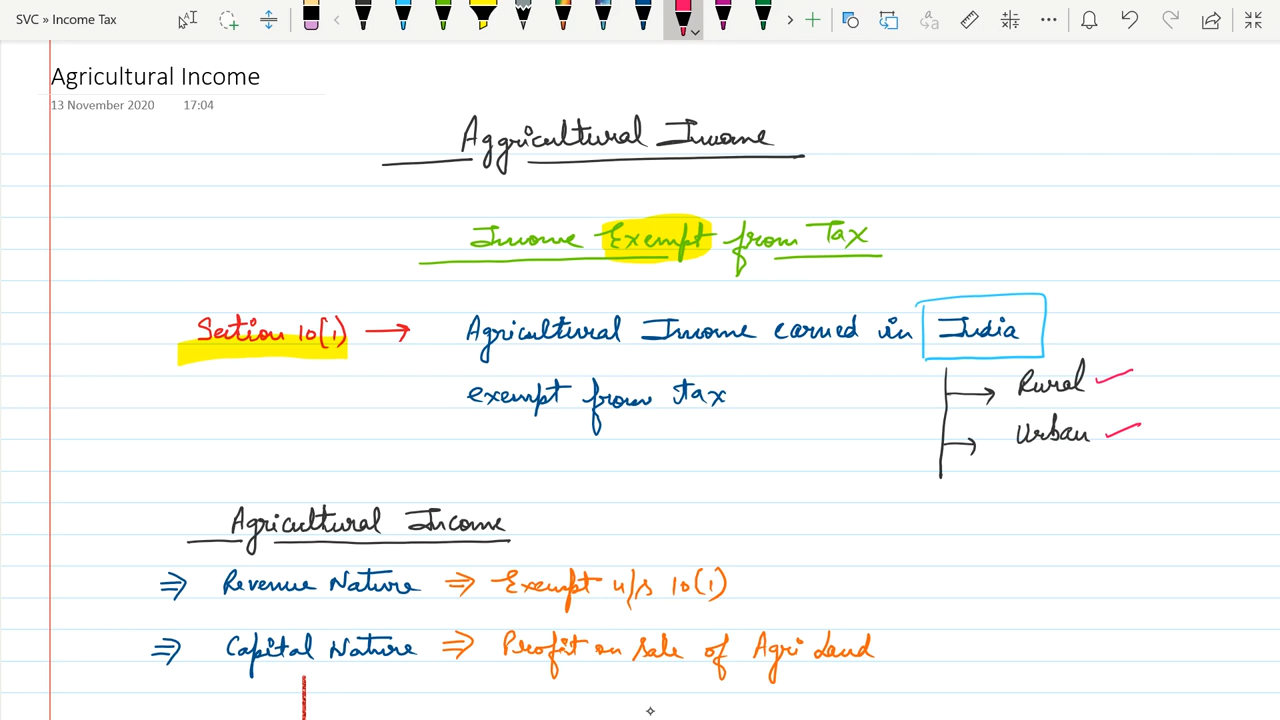 SVC » Income Tax
Agricultural Income
13 November 2020 17:04
Aggricultural Income
Income Exempt from Tax
Section 10(1) → Agricultural Income earned in India
exempt from tax
→ Rural ✓
→ Urban ✓
Agricultural Income
⇒ Revenue Nature ⇒ Exempt u/s 10(1)
⇒ Capital Nature ⇒ Profit on Sale of Agri Land